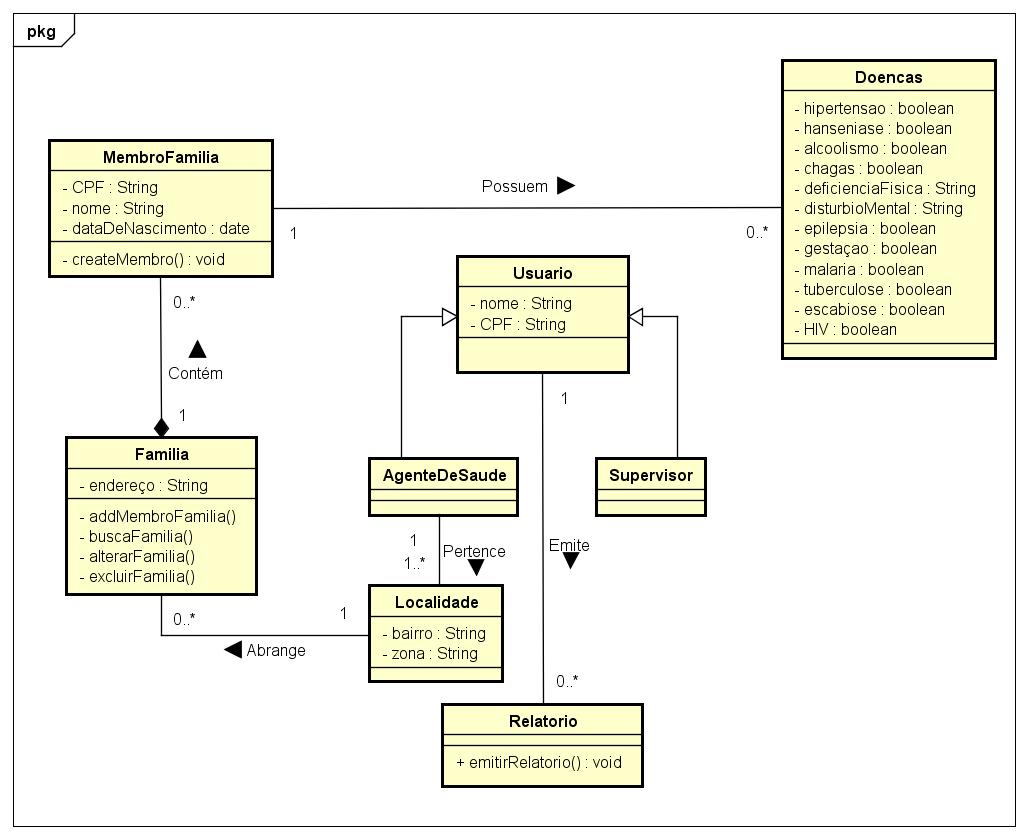 pkg
Doencas
- hipertensao : boolean
- hanseniase : boolean
- alcoolismo : boolean
- chagas : boolean
- deficienciaFisica : String
- disturbioMental : String
- epilepsia : boolean
- gestaçao : boolean
- malaria : boolean
- tuberculose : boolean
- escabiose : boolean
- HIV : boolean
MembroFamilia
- CPF : String
- nome : String
- dataDeNascimento : date
- createMembro() : void
Possuem
1
0..*
Usuario
- nome : String
- CPF : String
0..*
Contém
1
1
Familia
- endereço : String
- addMembroFamilia()
- buscaFamilia()
- alterarFamilia()
- excluirFamilia()
AgenteDeSaude
Supervisor
1
Pertence
1..*
Emite
Localidade
- bairro : String
- zona : String
0..*
1
Abrange
0..*
Relatorio
+ emitirRelatorio() : void